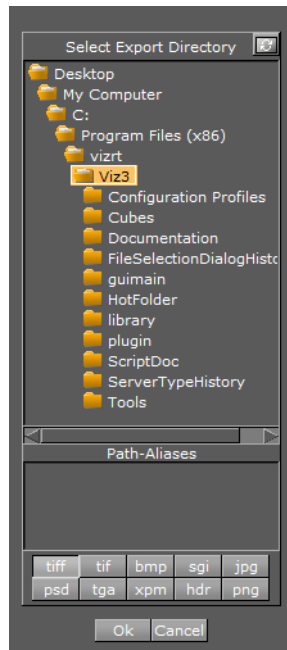 Select Export Directory
Desktop
My Computer
C:
Program Files (x86)
vizrt
Viz3
Configuration Profiles
Cubes
Documentation
FileSelectionDialogHisto
guimain
HotFolder
library
plugin
ScriptDoc
ServerTypeHistory
Tools
Path-Aliases
tiff tif bmp sgi jpg
psd tga xpm hdr png
Ok Cancel